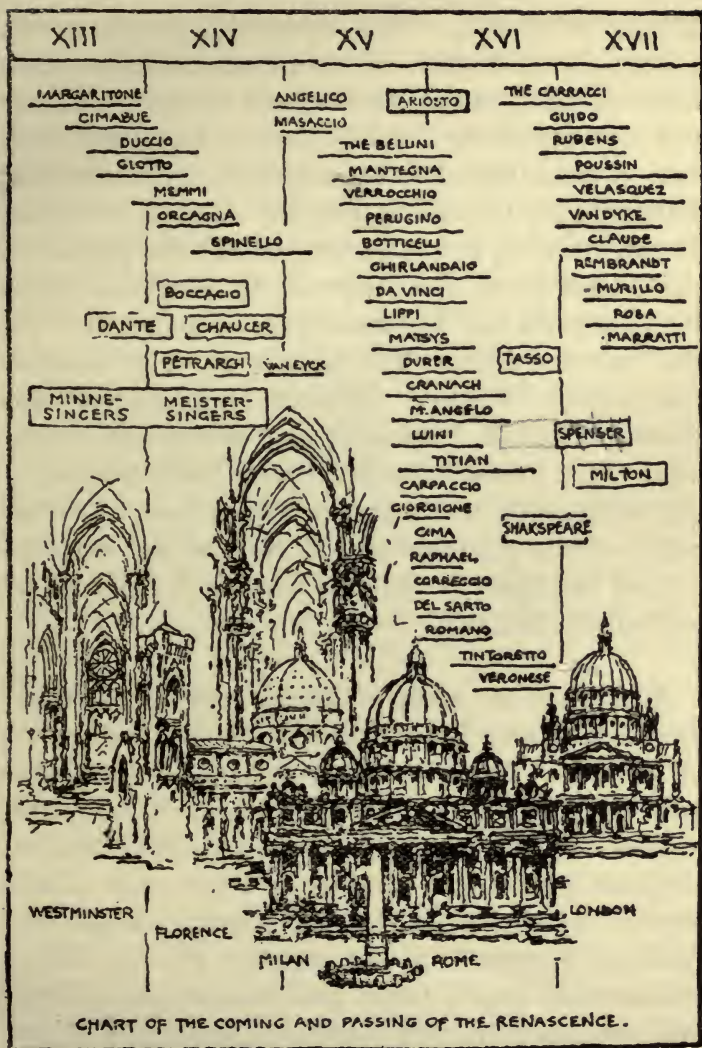 XIII XIV XV XVI XVII
MARGARITONE ANGELICO ARIOSTO THE CARRACCI
CIMABUE MASACCIO GUIDO
DUCCIO THE BELLINI RUBENS
GIOTTO MANTEGNA POUSSIN
MEMMI VERROCCHIO VELASQUEZ
ORCAGNA PERUGINO VANDYKE
SPINELLO BOTTICELLI CLAUDE
GHIRLANDAIO REMBRANDT
BOCCACIO DA VINCI MURILLO
DANTE CHAUCER LIPPI ROBA
MATSYS MARRATTI
PETRARCH VAN EYCK DURER TASSO
CRANACH
MINNE- MEISTER- M. ANGELO
SINGERS SINGERS
LUINI SPENSER
TITIAN MILTON
CARPACCIO
GIORGIONE
CIMA SHAKSPEARE
RAPHAEL
CORREGGIO
DEL SARTO
ROMANO
TINTORETTO
VERONESE
WESTMINSTER LONDON
FLORENCE
MILAN ROME
CHART OF THE COMING AND PASSING OF THE RENASCENCE.